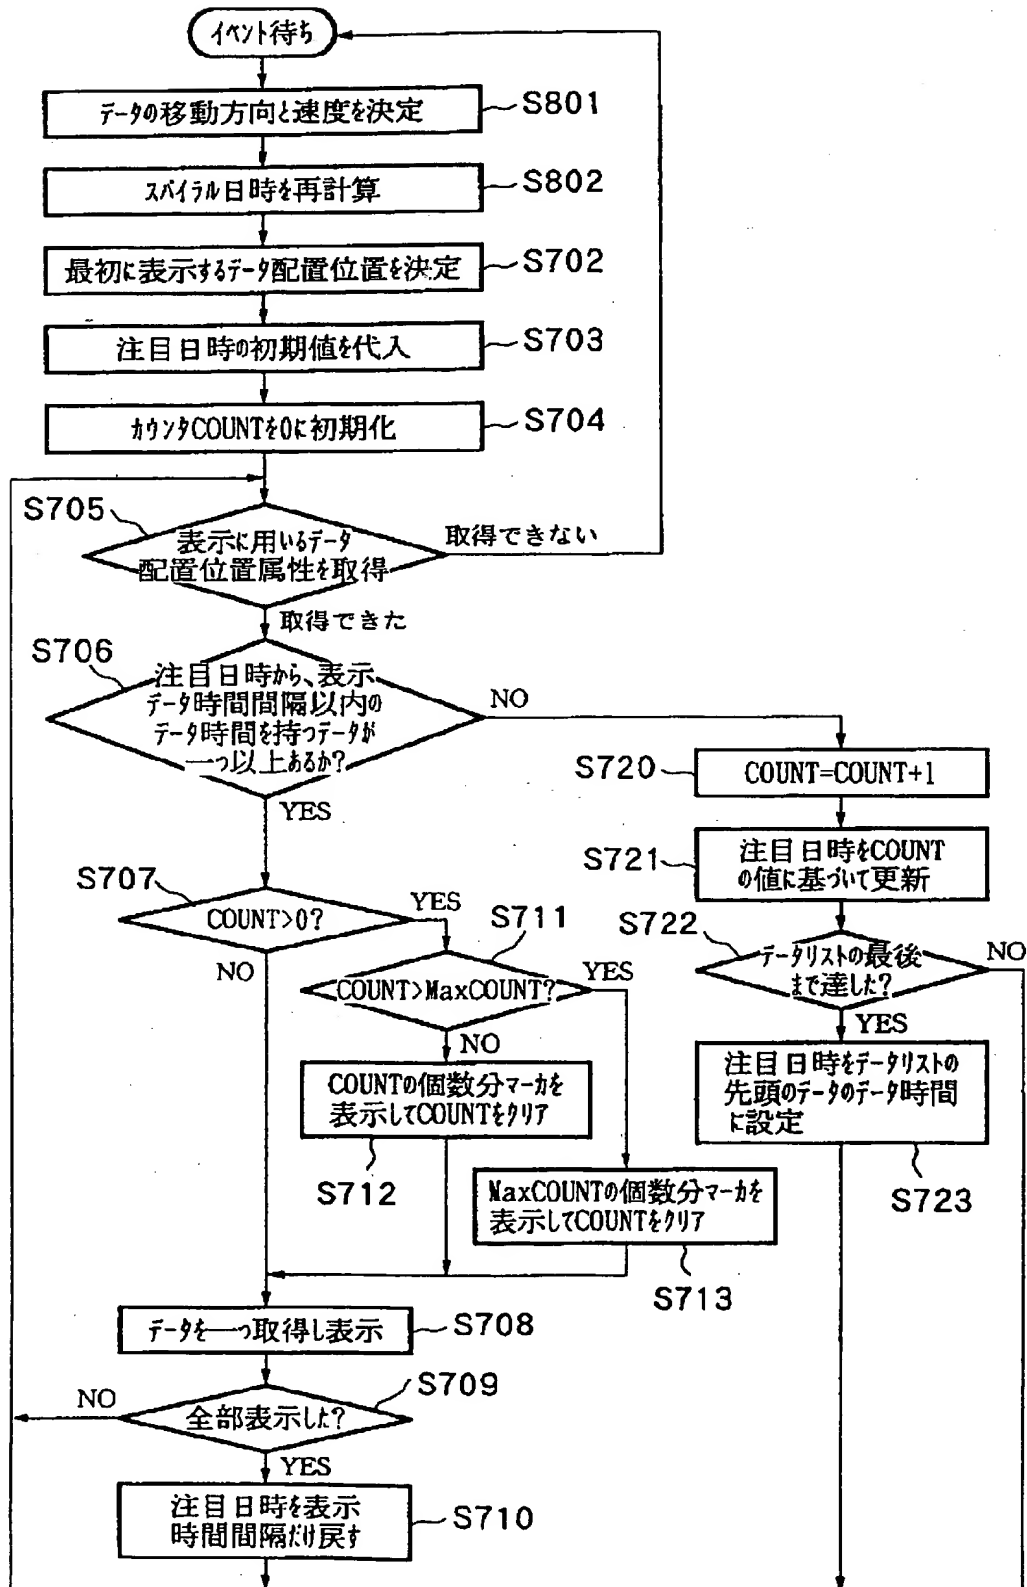 イベント待ち
データの移動方向と速度を決定
S801
スパイラル日時を再計算
S802
最初に表示するデータ配置位置を決定
S702
注目日時の初期値を代入
S703
カウンタCOUNTを0に初期化
S704
S705
表示に用いるデータ
配置位置属性を取得
取得できない
取得できた
S706
注目日時から、表示
データ時間間隔以内の
データ時間を持つデータが
一つ以上あるか?
NO
YES
S720
COUNT=COUNT+1
S721
注目日時をCOUNT
の値に基づいて更新
S707
COUNT>0?
YES
NO
S711
COUNT>MaxCOUNT?
YES
NO
S722
データリストの最後
まで達した?
NO
YES
COUNTの個数分マーカを
表示してCOUNTをクリア
S712
注目日時をデータリストの
先頭のデータのデータ時間
に設定
S723
MaxCOUNTの個数分マーカを
表示してCOUNTをクリア
S713
データを一つ取得し表示
S708
S709
全部表示した?
NO
YES
注目日時を表示
時間間隔だけ戻す
S710